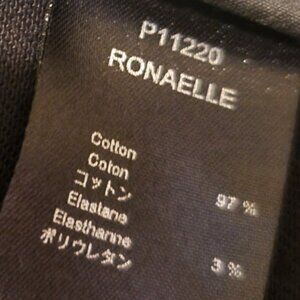 P11220
RONAELLE
Cotton
Coton
コットン 97 %
Elastane
Elasthanne
ポリウレタン 3 %